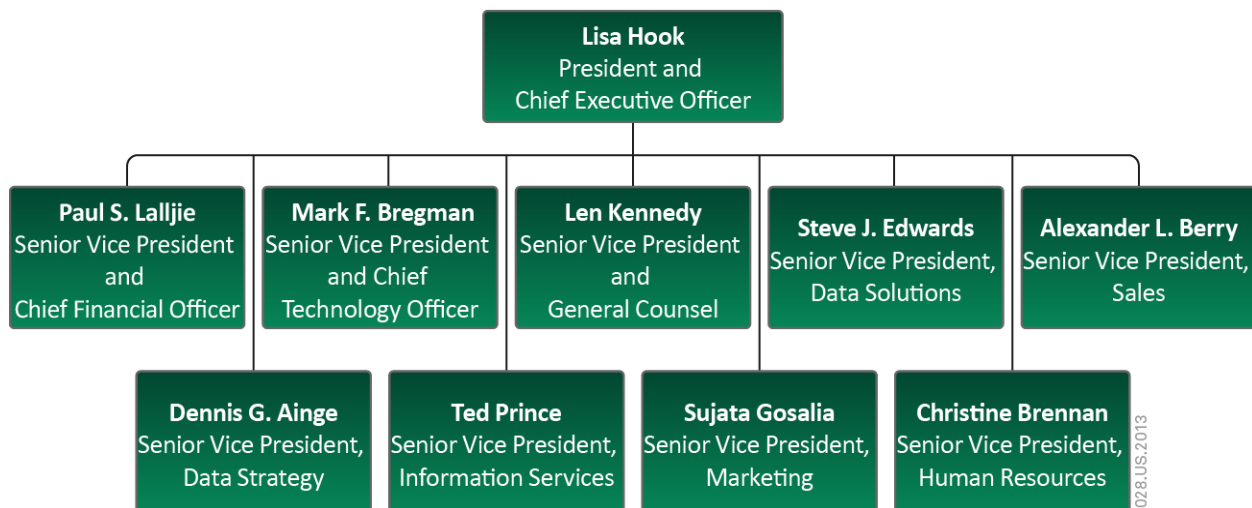 Lisa Hook
President and
Chief Executive Officer
Paul S. Lalljie
Senior Vice President
and
Chief Financial Officer
Mark F. Bregman
Senior Vice President
and Chief
Technology Officer
Len Kennedy
Senior Vice President
and
General Counsel
Steve J. Edwards
Senior Vice President,
Data Solutions
Alexander L. Berry
Senior Vice President,
Sales
Dennis G. Ainge
Senior Vice President,
Data Strategy
Ted Prince
Senior Vice President,
Information Services
Sujata Gosalia
Senior Vice President,
Marketing
Christine Brennan
Senior Vice President,
Human Resources
028.US.2013